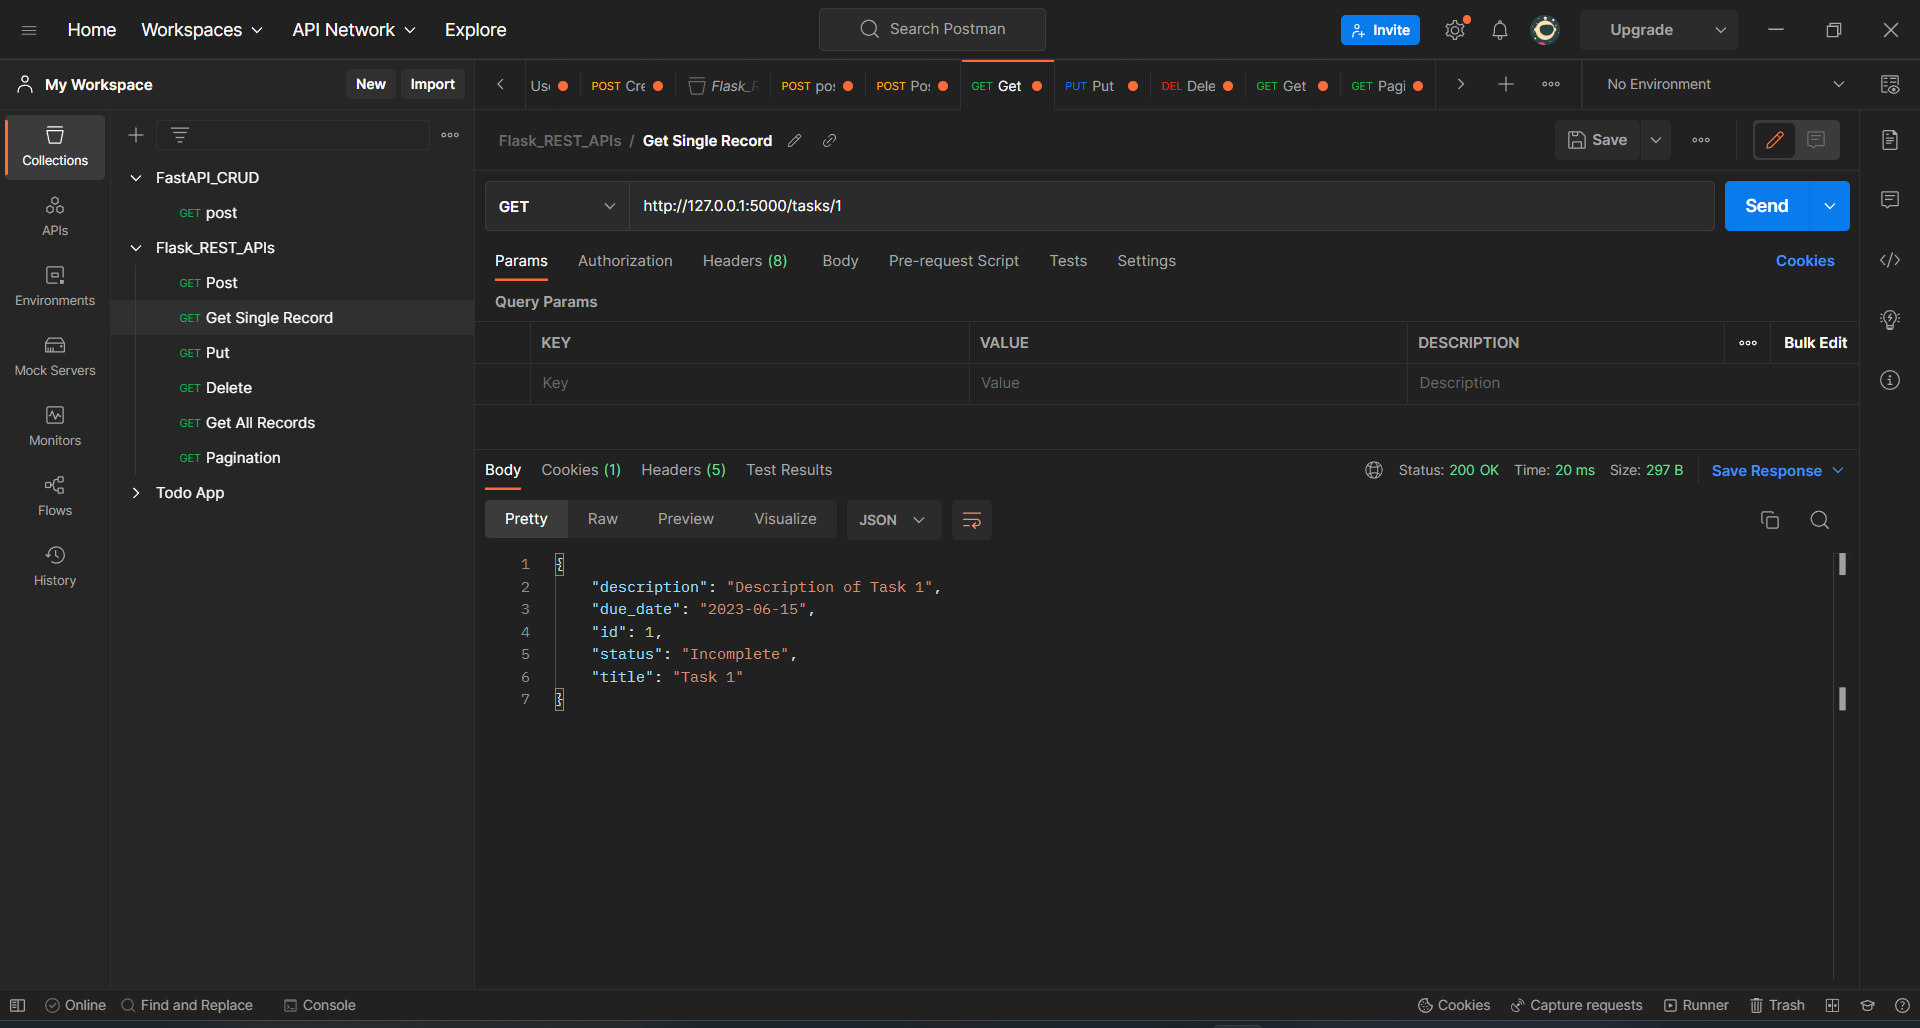 Home Workspaces API Network Explore Search Postman Invite Upgrade
My Workspace New Import
POST Cre Flask_R POST pos POST Pos GET Get PUT Put DEL Dele GET Get GET Pagi No Environment
Collections
APIs
Environments
Mock Servers
Monitors
Flows
History
FastAPI_CRUD
GET post
Flask_REST_APIs
GET Post
GET Get Single Record
GET Put
GET Delete
GET Get All Records
GET Pagination
Todo App
Flask_REST_APIs / Get Single Record Save
GET http://127.0.0.1:5000/tasks/1 Send
Params Authorization Headers (8) Body Pre-request Script Tests Settings Cookies
Query Params
KEY VALUE DESCRIPTION Bulk Edit
Key Value Description
Body Cookies (1) Headers (5) Test Results Status: 200 OK Time: 20 ms Size: 297 B Save Response
Pretty Raw Preview Visualize JSON
1 {
2 "description": "Description of Task 1",
3 "due_date": "2023-06-15",
4 "id": 1,
5 "status": "Incomplete",
6 "title": "Task 1"
7 }
Online Find and Replace Console Cookies Capture requests Runner Trash